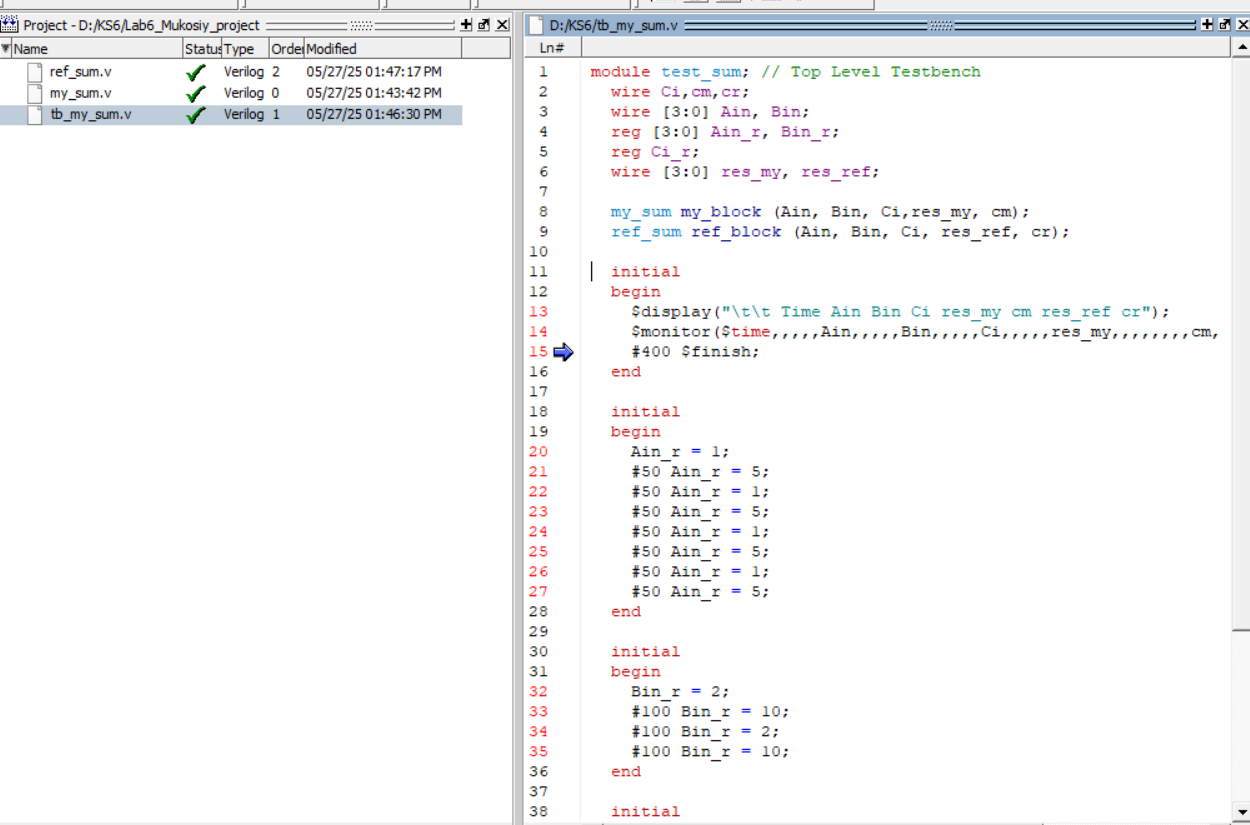 Project - D:/KS6/Lab6_Mukosiy_project
Name Status Type Order Modified
ref_sum.v Verilog 2 05/27/25 01:47:17 PM
my_sum.v Verilog 0 05/27/25 01:43:42 PM
tb_my_sum.v Verilog 1 05/27/25 01:46:30 PM
D:/KS6/tb_my_sum.v
Ln#
1 module test_sum; // Top Level Testbench
2 wire Ci,cm,cr;
3 wire [3:0] Ain, Bin;
4 reg [3:0] Ain_r, Bin_r;
5 reg Ci_r;
6 wire [3:0] res_my, res_ref;
7
8 my_sum my_block (Ain, Bin, Ci,res_my, cm);
9 ref_sum ref_block (Ain, Bin, Ci, res_ref, cr);
10
11 initial
12 begin
13 $display("\t\t Time Ain Bin Ci res_my cm res_ref cr");
14 $monitor($time,,,,,Ain,,,,,Bin,,,,,Ci,,,,,res_my,,,,,,,,cm,
15 #400 $finish;
16 end
17
18 initial
19 begin
20 Ain_r = 1;
21 #50 Ain_r = 5;
22 #50 Ain_r = 1;
23 #50 Ain_r = 5;
24 #50 Ain_r = 1;
25 #50 Ain_r = 5;
26 #50 Ain_r = 1;
27 #50 Ain_r = 5;
28 end
29
30 initial
31 begin
32 Bin_r = 2;
33 #100 Bin_r = 10;
34 #100 Bin_r = 2;
35 #100 Bin_r = 10;
36 end
37
38 initial